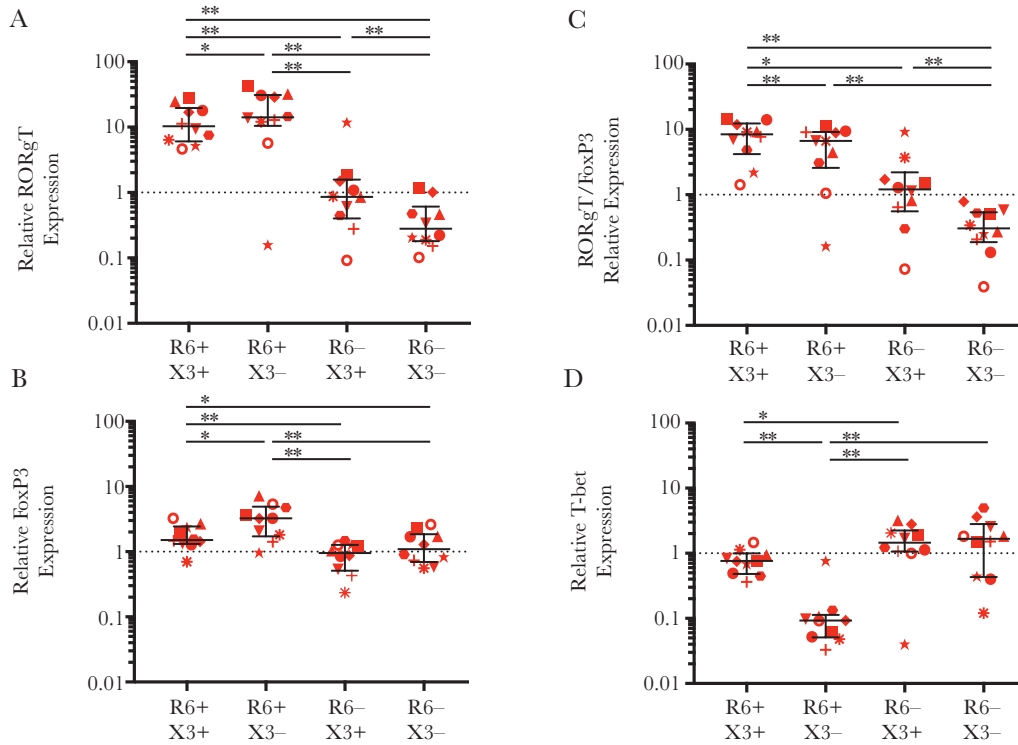 A
**
**
**
*
**
**
100
10
1
0.1
0.01
Relative RORgT
Expression
R6+
X3+
R6+
X3–
R6–
X3+
R6–
X3–
B
*
**
*
**
**
100
10
1
0.1
0.01
Relative FoxP3
Expression
R6+
X3+
R6+
X3–
R6–
X3+
R6–
X3–
C
**
*
**
**
**
100
10
1
0.1
0.01
RORgT/FoxP3
Relative Expression
R6+
X3+
R6+
X3–
R6–
X3+
R6–
X3–
D
*
**
**
**
100
10
1
0.1
0.01
Relative T-bet
Expression
R6+
X3+
R6+
X3–
R6–
X3+
R6–
X3–